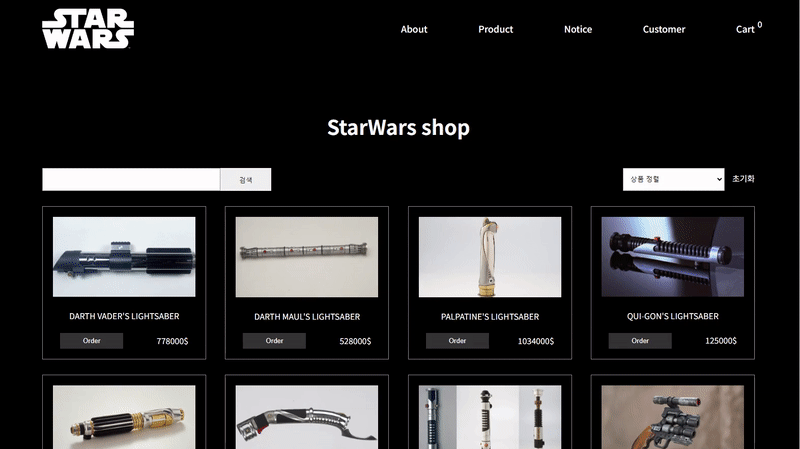 STAR
WARS
About Product Notice Customer Cart 0
StarWars shop
검색 상품 정렬 초기화
DARTH VADER'S LIGHTSABER DARTH MAUL'S LIGHTSABER PALPATINE'S LIGHTSABER QUI-GON'S LIGHTSABER
Order 778000$ Order 528000$ Order 1034000$ Order 125000$